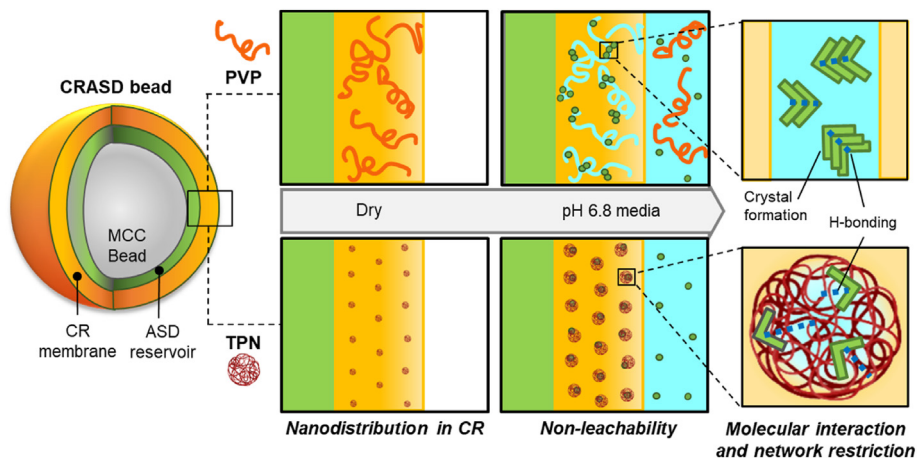 CRASD bead
PVP
MCC
Bead
CR
membrane
ASD
reservoir
TPN
Dry
pH 6.8 media
Crystal
formation
H-bonding
Nanodistribution in CR
Non-leachability
Molecular interaction
and network restriction